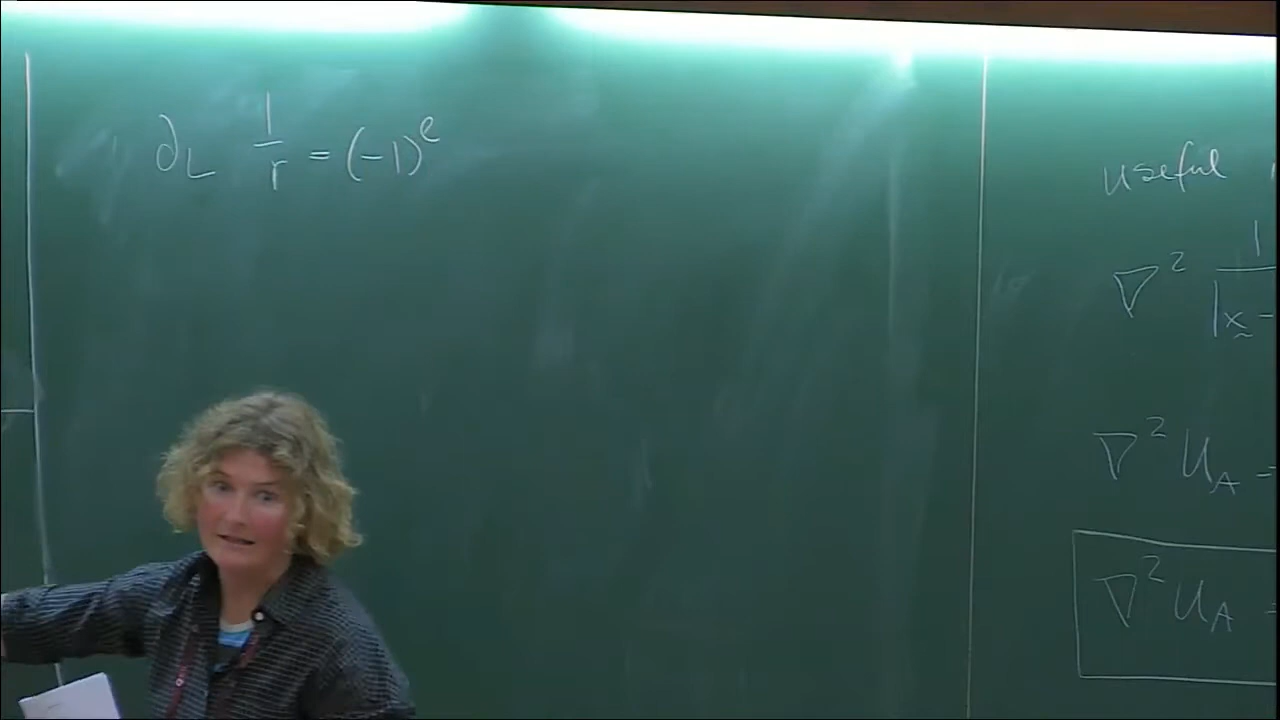 ∂_L 1/r = (-1)^ℓ
useful
∇² 1/|x̰ -
∇² U_A =
∇² U_A =